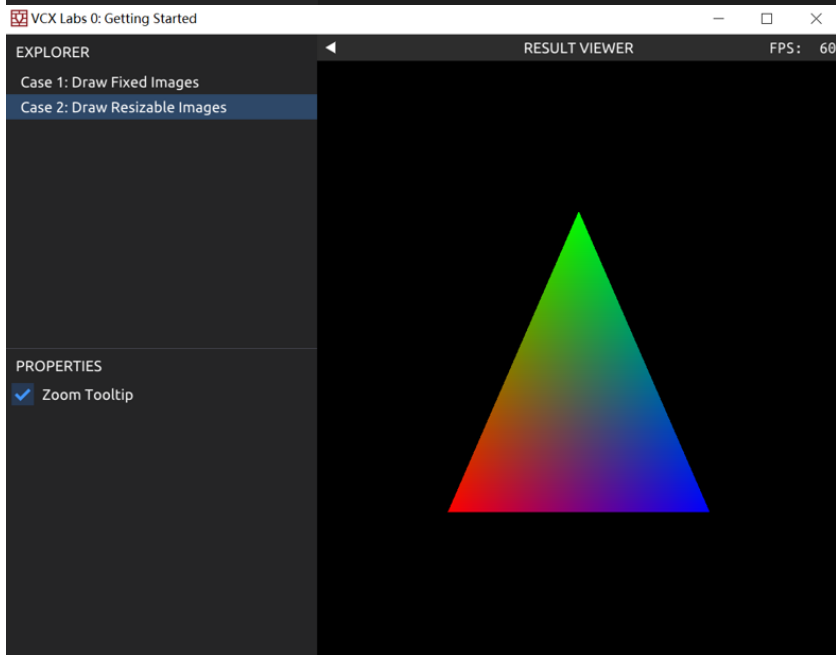 VCX Labs 0: Getting Started
EXPLORER
Case 1: Draw Fixed Images
Case 2: Draw Resizable Images
PROPERTIES
Zoom Tooltip
RESULT VIEWER
FPS: 60